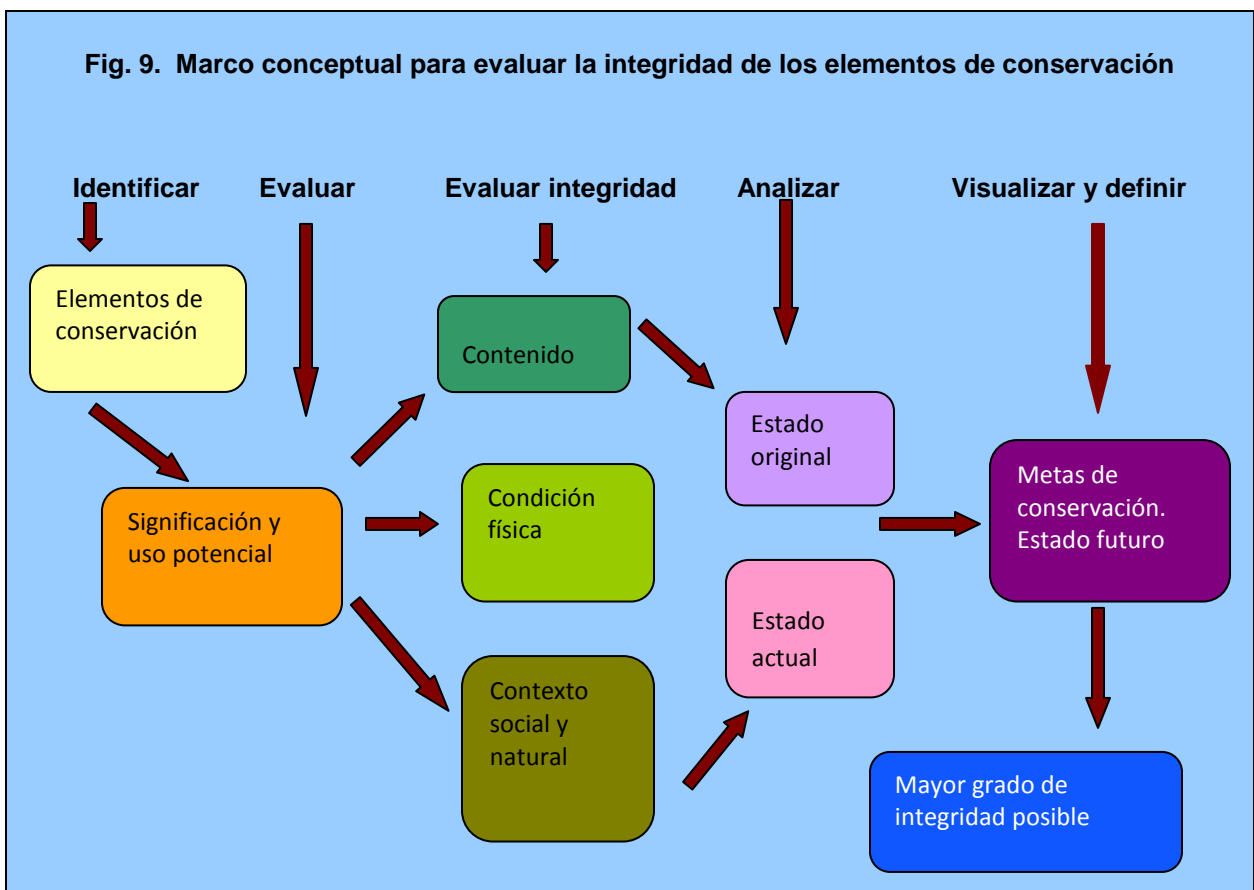 Fig. 9. Marco conceptual para evaluar la integridad de los elementos de conservación
Identificar
Evaluar
Evaluar integridad
Analizar
Visualizar y definir
Elementos de
conservación
Significación y
uso potencial
Contenido
Condición
física
Contexto
social y
natural
Estado
original
Estado
actual
Metas de
conservación.
Estado futuro
Mayor grado de
integridad posible